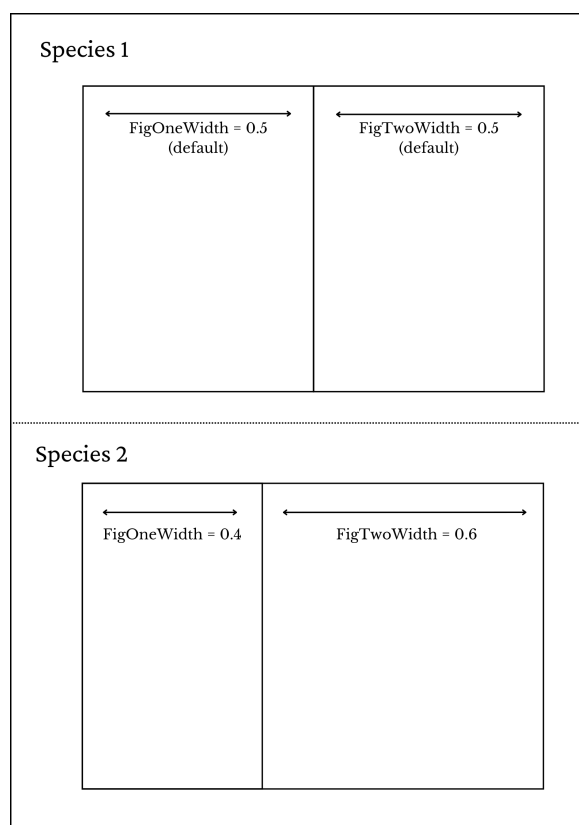 Species 1
FigOneWidth = 0.5
(default)
FigTwoWidth = 0.5
(default)
Species 2
FigOneWidth = 0.4
FigTwoWidth = 0.6